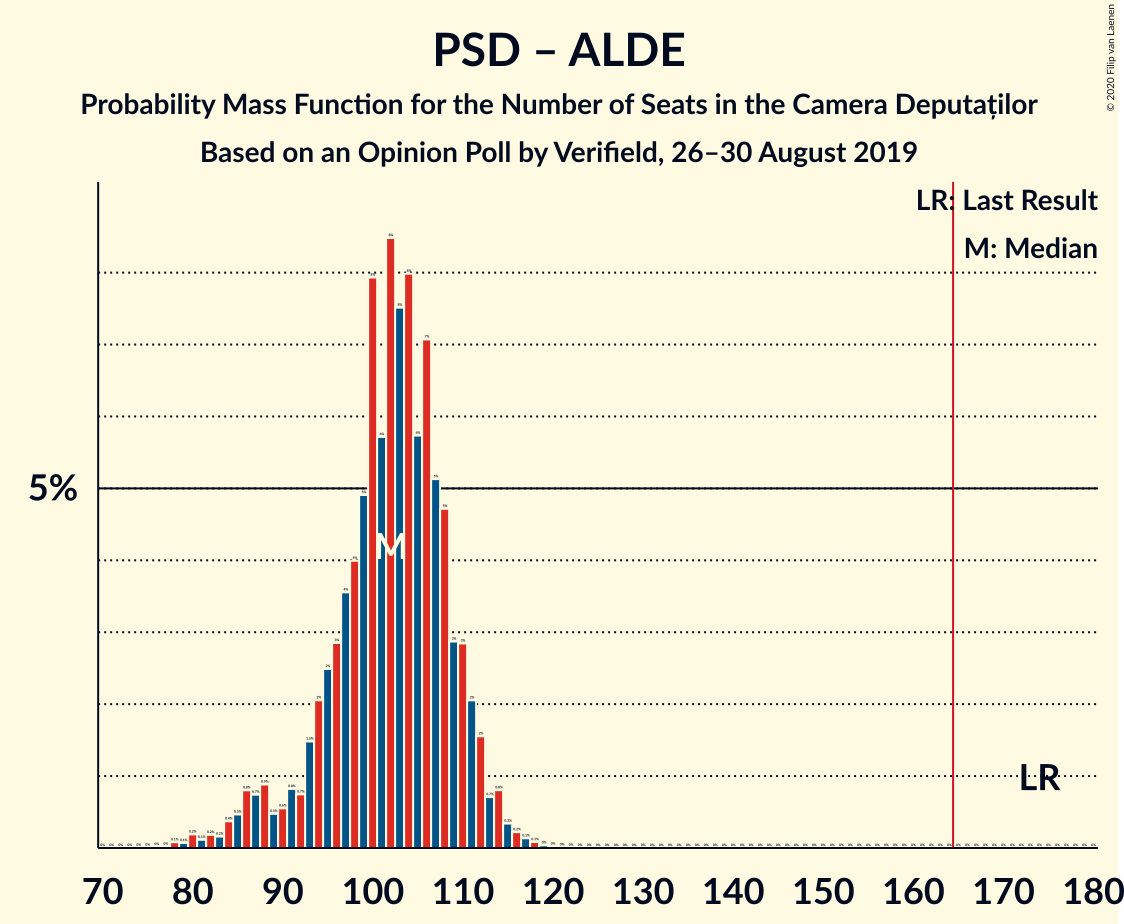 PSD – ALDE
Probability Mass Function for the Number of Seats in the Camera Deputaților
Based on an Opinion Poll by Verifield, 26–30 August 2019
© 2020 Filip van Laenen
LR: Last Result
M: Median
5%
M
LR
70 80 90 100 110 120 130 140 150 160 170 180